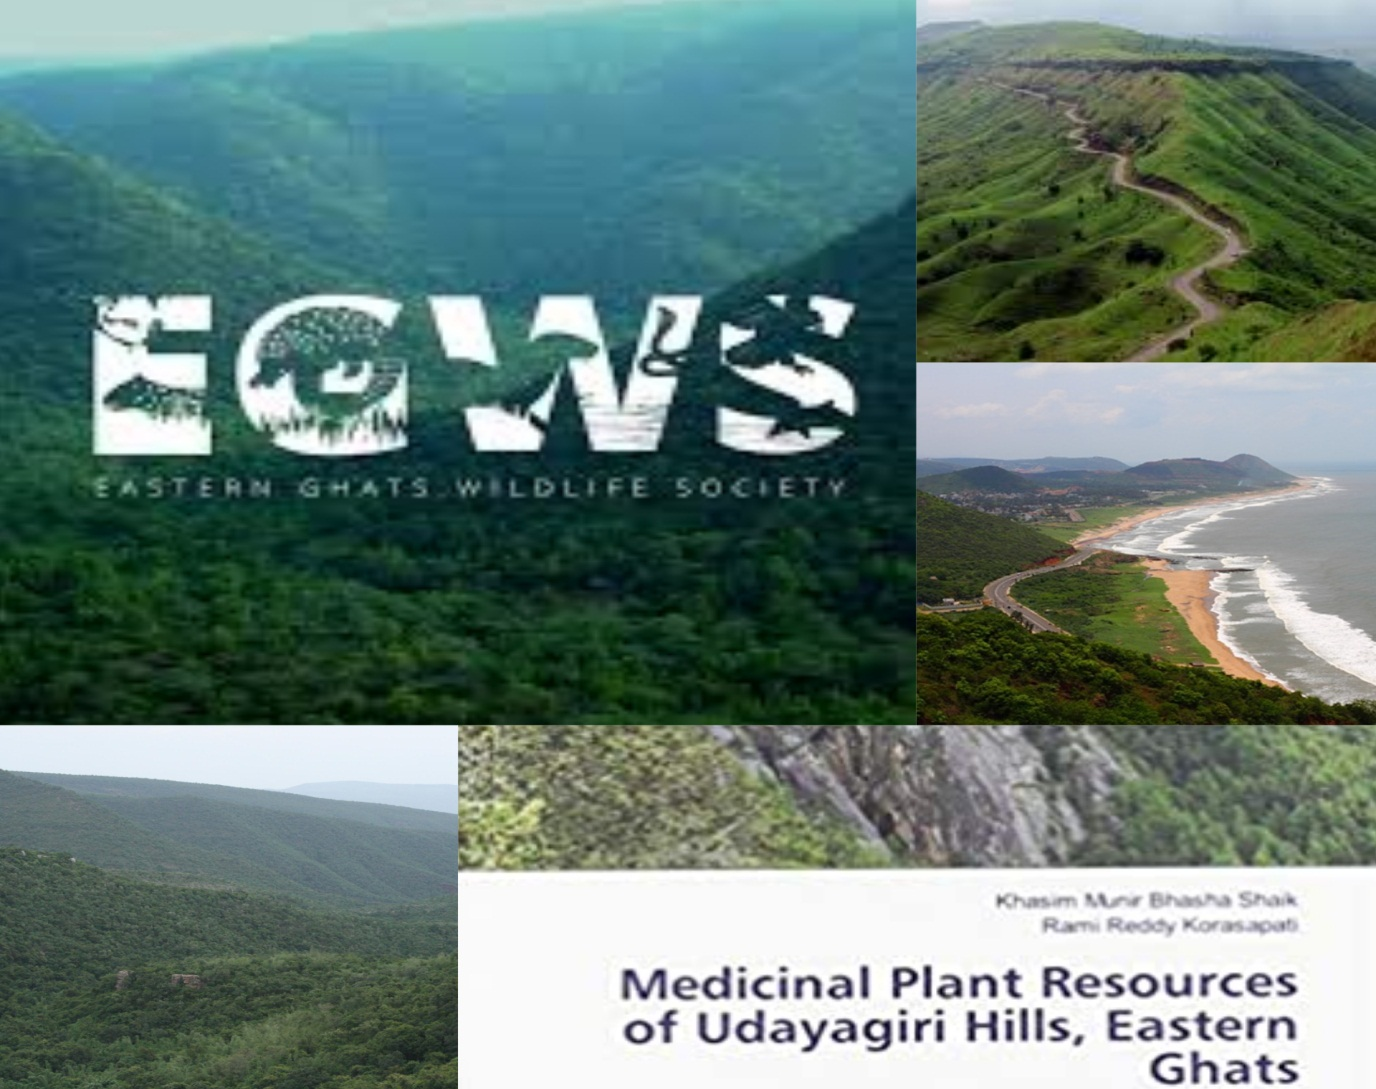 EGWS
EASTERN GHATS WILDLIFE SOCIETY
Khasim Munir Bhasha Shaik
Rami Reddy Korasapati
Medicinal Plant Resources
of Udayagiri Hills, Eastern
Ghats